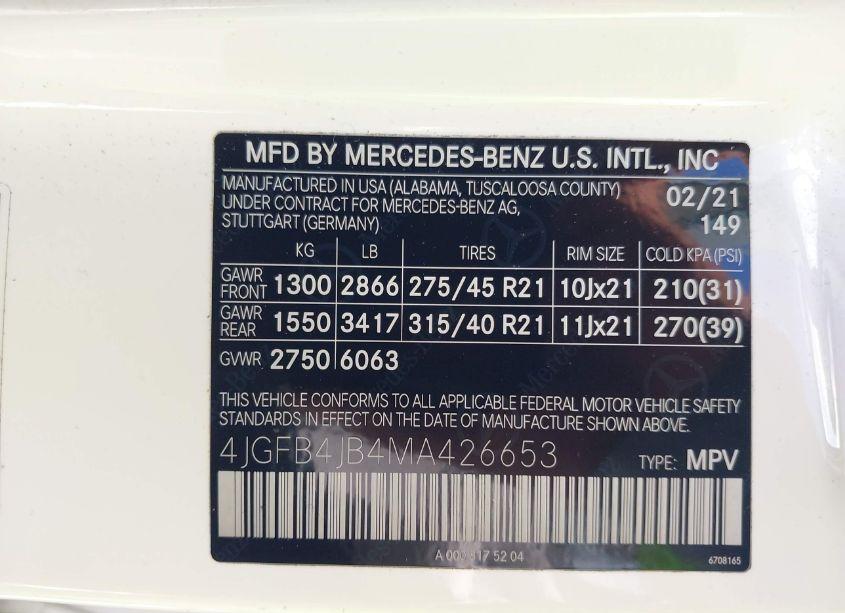 MFD BY MERCEDES-BENZ U.S. INTL., INC
MANUFACTURED IN USA (ALABAMA, TUSCALOOSA COUNTY) 02/21
UNDER CONTRACT FOR MERCEDES-BENZ AG,
STUTTGART (GERMANY) 149
KG LB TIRES RIM SIZE COLD KPA (PSI)
GAWR FRONT 1300 2866 275/45 R21 10Jx21 210(31)
GAWR REAR 1550 3417 315/40 R21 11Jx21 270(39)
GVWR 2750 6063
THIS VEHICLE CONFORMS TO ALL APPLICABLE FEDERAL MOTOR VEHICLE SAFETY
STANDARDS IN EFFECT ON THE DATE OF MANUFACTURE SHOWN ABOVE.
4JGFB4JB4MA426653 TYPE: MPV
A 000 817 52 04 6708165